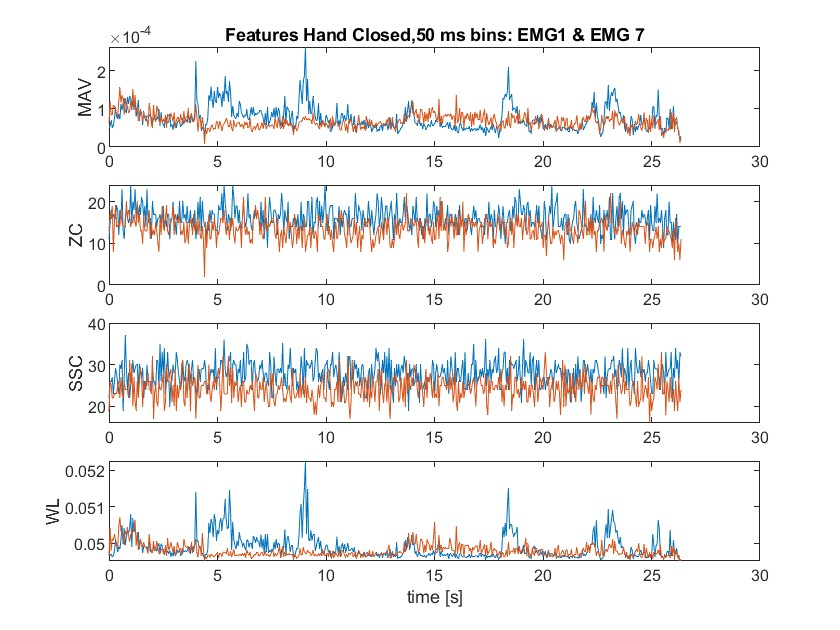 Features Hand Closed,50 ms bins: EMG1 & EMG 7
×10-4
MAV
2
1
0
0 5 10 15 20 25 30
ZC
20
10
0
0 5 10 15 20 25 30
SSC
40
30
20
0 5 10 15 20 25 30
WL
0.052
0.051
0.05
0 5 10 15 20 25 30
time [s]